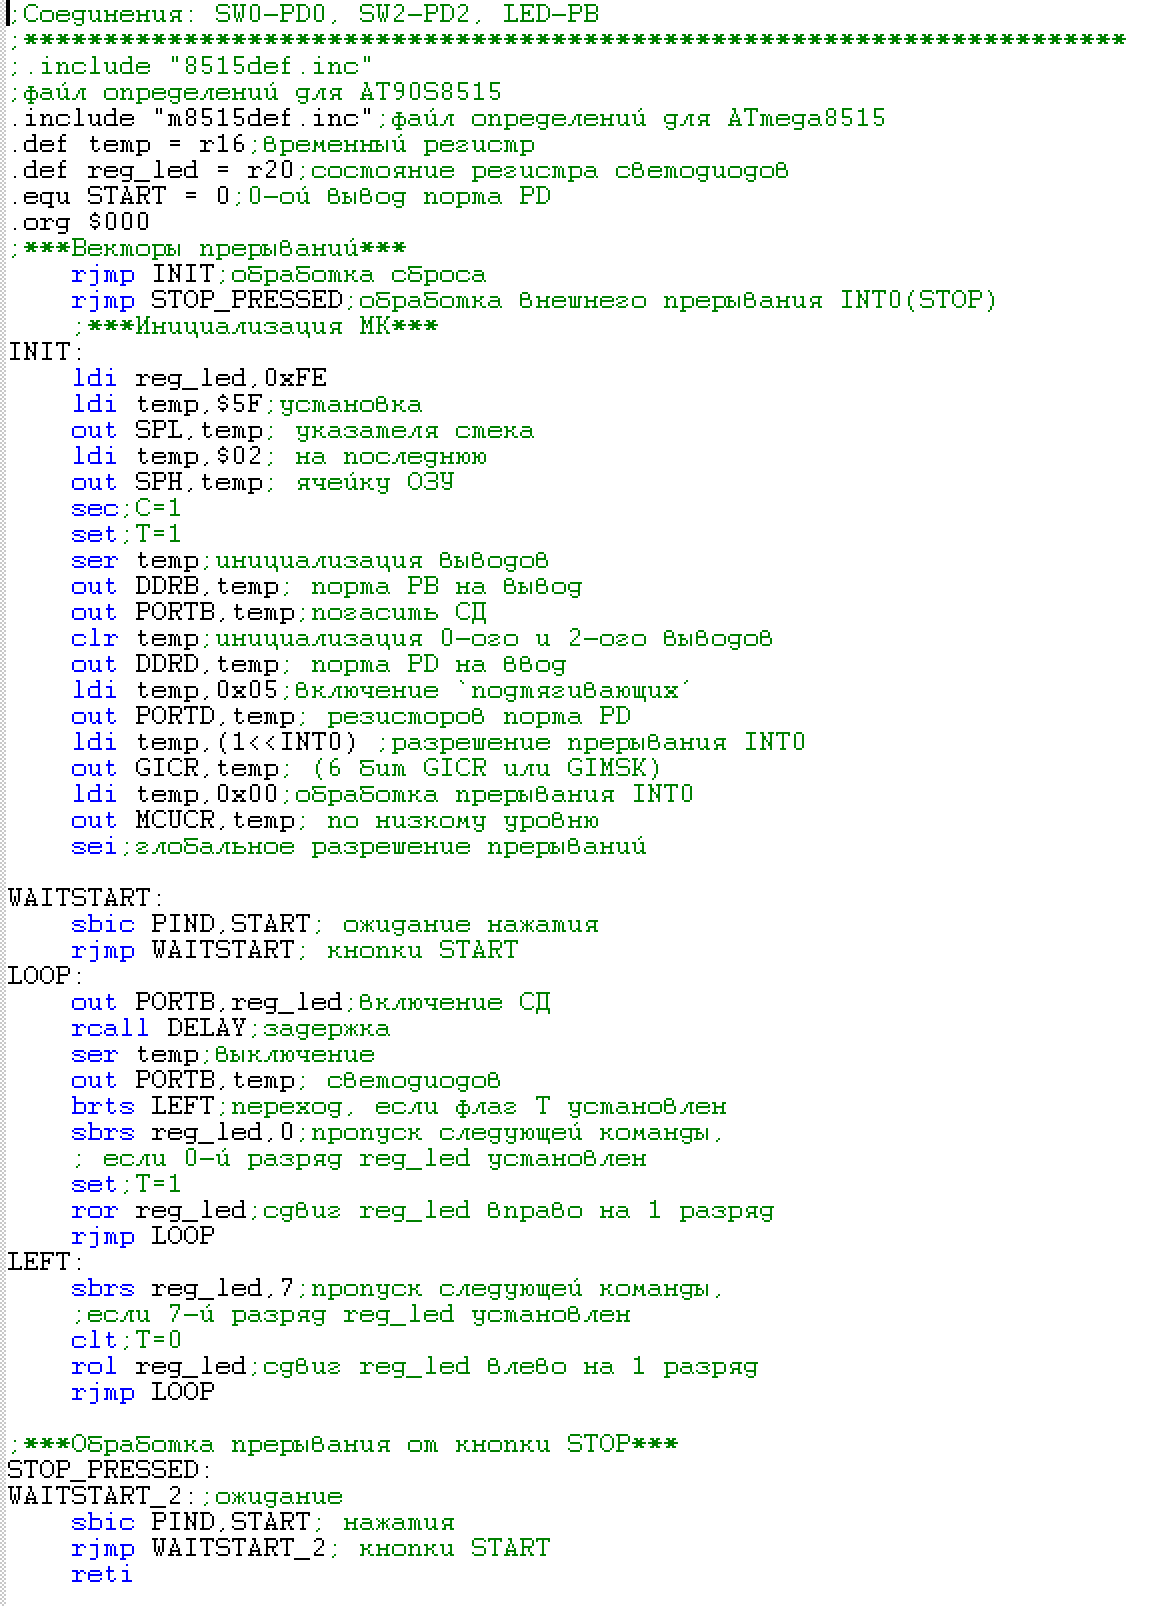 ;Соединения: SW0-PD0, SW2-PD2, LED-PB
;*********************************************************************
;.include "8515def.inc"
;файл определений для AT90S8515
.include "m8515def.inc";файл определений для ATmega8515
.def temp = r16;временный регистр
.def reg_led = r20;состояние регистра светодиодов
.equ START = 0;0-ой вывод порта PD
.org $000
;***Векторы прерываний***
rjmp INIT;обработка сброса
rjmp STOP_PRESSED;обработка внешнего прерывания INT0(STOP)
;***Инициализация МК***
INIT:
ldi reg_led,0xFE
ldi temp,$5F;установка
out SPL,temp; указателя стека
ldi temp,$02; на последнюю
out SPH,temp; ячейку ОЗУ
sec;C=1
set;T=1
ser temp;инициализация выводов
out DDRB,temp; порта PB на вывод
out PORTB,temp;погасить СД
clr temp;инициализация 0-ого и 2-ого выводов
out DDRD,temp; порта PD на ввод
ldi temp,0x05;включение `подтягивающих´
out PORTD,temp; резисторов порта PD
ldi temp,(1<<INT0) ;разрешение прерывания INT0
out GICR,temp; (6 бит GICR или GIMSK)
ldi temp,0x00;обработка прерывания INT0
out MCUCR,temp; по низкому уровню
sei;глобальное разрешение прерываний
WAITSTART:
sbic PIND,START; ожидание нажатия
rjmp WAITSTART; кнопки START
LOOP:
out PORTB,reg_led;включение СД
rcall DELAY;задержка
ser temp;выключение
out PORTB,temp; светодиодов
brts LEFT;переход, если флаг T установлен
sbrs reg_led,0;пропуск следующей команды,
; если 0-й разряд reg_led установлен
set;T=1
ror reg_led;сдвиг reg_led вправо на 1 разряд
rjmp LOOP
LEFT:
sbrs reg_led,7;пропуск следующей команды,
;если 7-й разряд reg_led установлен
clt;T=0
rol reg_led;сдвиг reg_led влево на 1 разряд
rjmp LOOP
;***Обработка прерывания от кнопки STOP***
STOP_PRESSED:
WAITSTART_2:;ожидание
sbic PIND,START; нажатия
rjmp WAITSTART_2; кнопки START
reti